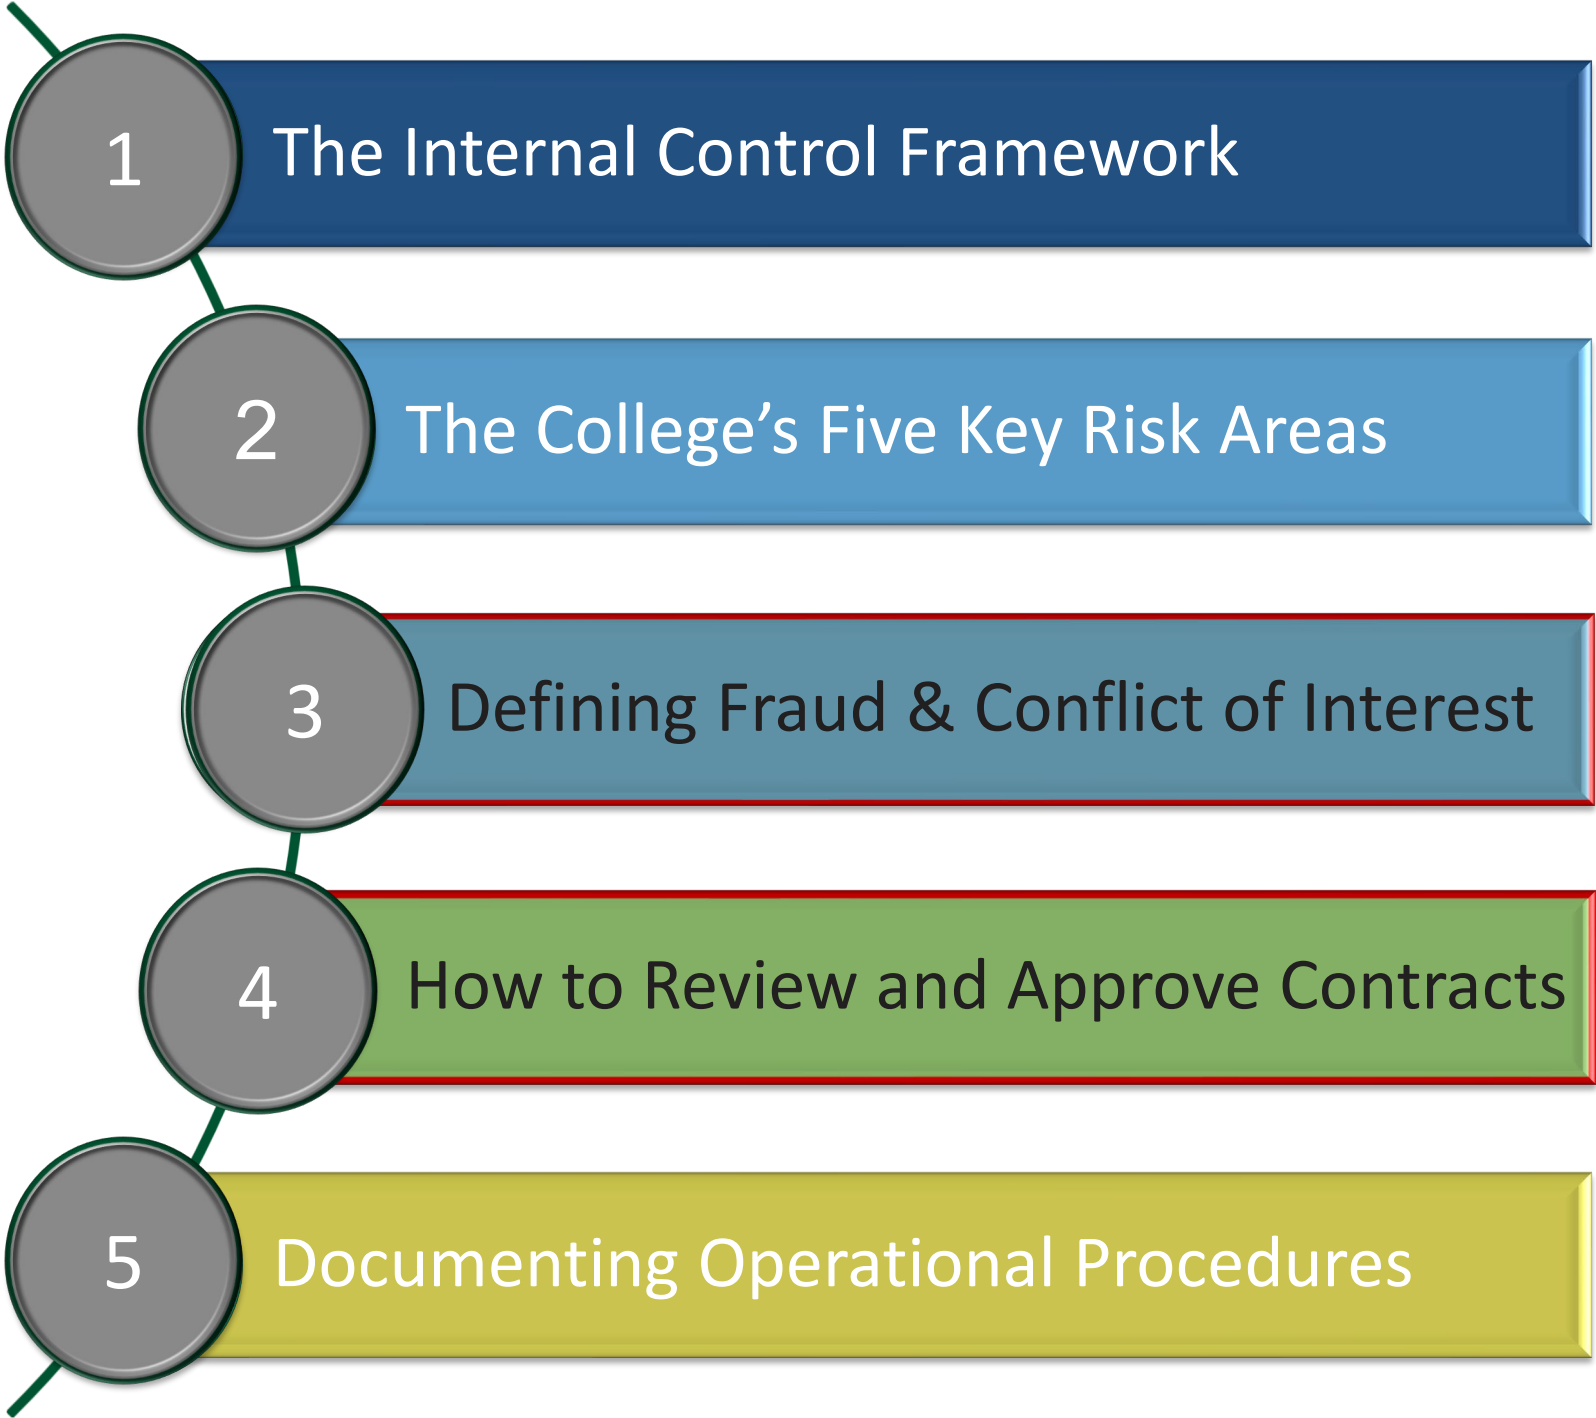 1
The Internal Control Framework
2
The College’s Five Key Risk Areas
3
Defining Fraud & Conflict of Interest
4
How to Review and Approve Contracts
5
Documenting Operational Procedures